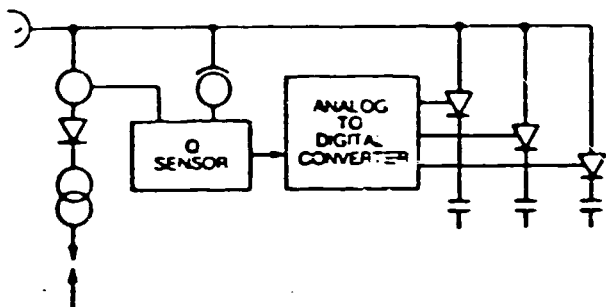 Q
SENSOR
ANALOG
TO
DIGITAL
CONVERTER